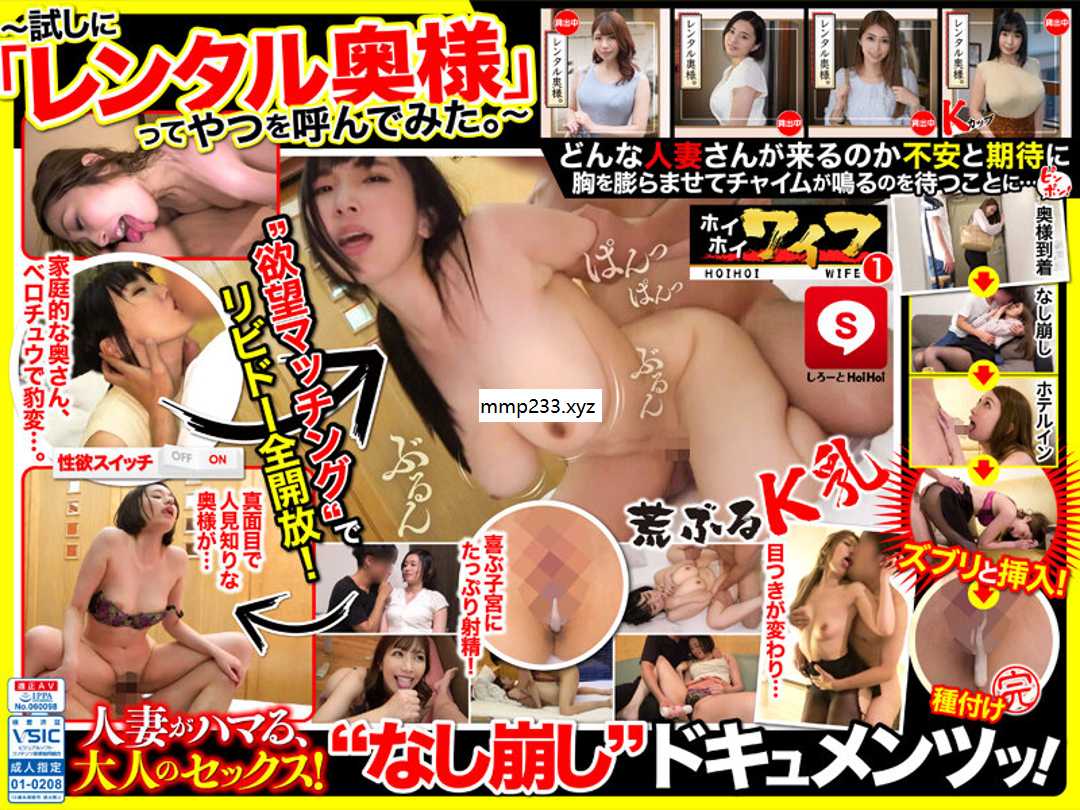 ～試しに
「レンタル奥様」
ってやつを呼んでみた。～
貸出中
レンタル奥様。
レンタル奥様。
貸出中
レンタル奥様。
貸出中
貸出中
レンタル奥様。
Kカップ
どんな人妻さんが来るのか不安と期待に
胸を膨らませてチャイムが鳴るのを待つことに…
ピンポン!
ホイホイワイフ
HOIHOI WIFE
1
S
しろーとHoiHoi
奥様到着
なし崩し
ホテルイン
ズブリと挿入!
種付け
完
家庭的な奥さん、
ベロチュウで豹変…。
性欲スイッチ
OFF ON
"欲望マッチング"で
リビドー全開放!
ぱんっ
ぱんっ
ぶるん
ぶるん
mmp233.xyz
荒ぶるK乳
真面目で
人見知りな
奥様が…
喜ぶ子宮に
たっぷり射精!
目つきが変わり…
適正AV
IPPA
No.060098
VSIC
成人指定
01-0208
人妻がハマる、
大人のセックス!
"なし崩し"ドキュメンツッ!